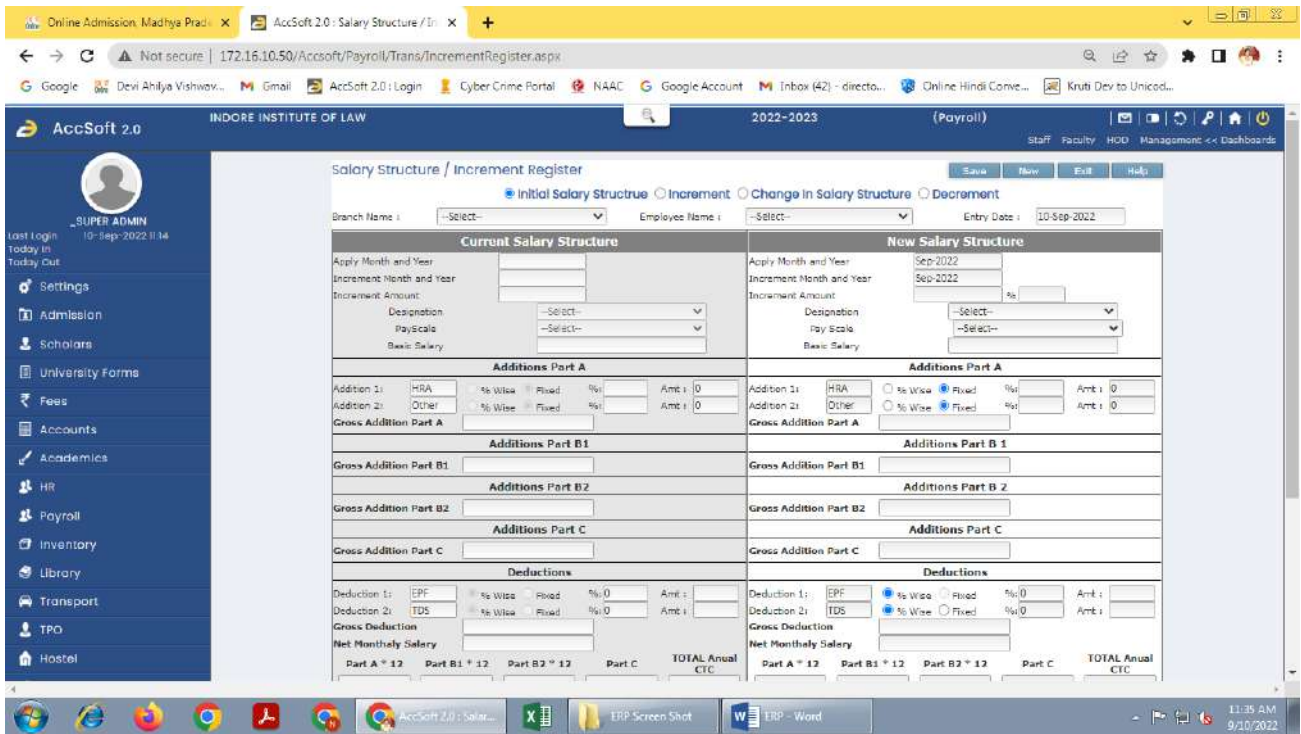 Online Admission, Madhya Prade
AccSoft 2.0 : Salary Structure / In
Not secure | 172.16.10.50/Accsoft/Payroll/Trans/IncrementRegister.aspx
Google Devi Ahilya Vishwav... Gmail AccSoft 2.0 : Login Cyber Crime Portal NAAC Google Account Inbox (42) - directo... Online Hindi Conve... Kruti Dev to Unicod...
AccSoft 2.0 INDORE INSTITUTE OF LAW 2022-2023 (Payroll)
Staff Faculty HOD Management << Dashboards
Salary Structure / Increment Register Save New Exit Help
Initial Salary Structrue Increment Change in Salary Structure Decrement
Branch Name : --Select-- Employee Name : --Select-- Entry Date : 10-Sep-2022
_SUPER ADMIN
Last Login 10-Sep-2022 11:14
Today In
Today Out
Settings
Admission
Scholars
University Forms
Fees
Accounts
Academics
HR
Payroll
Inventory
Library
Transport
TPO
Hostel
Current Salary Structure New Salary Structure
Apply Month and Year Apply Month and Year Sep-2022
Increment Month and Year Increment Month and Year Sep-2022
Increment Amount Increment Amount %
Designation --Select-- Designation --Select--
PayScale --Select-- Pay Scale --Select--
Basic Salary Basic Salary
Additions Part A Additions Part A
Addition 1: HRA % Wise Fixed %: Amt : 0 Addition 1: HRA % Wise Fixed %: Amt : 0
Addition 2: Other % Wise Fixed %: Amt : 0 Addition 2: Other % Wise Fixed %: Amt : 0
Gross Addition Part A Gross Addition Part A
Additions Part B1 Additions Part B 1
Gross Addition Part B1 Gross Addition Part B1
Additions Part B2 Additions Part B 2
Gross Addition Part B2 Gross Addition Part B2
Additions Part C Additions Part C
Gross Addition Part C Gross Addition Part C
Deductions Deductions
Deduction 1: EPF % Wise Fixed %: 0 Amt : Deduction 1: EPF % Wise Fixed %: 0 Amt :
Deduction 2: TDS % Wise Fixed %: 0 Amt : Deduction 2: TDS % Wise Fixed %: 0 Amt :
Gross Deduction Gross Deduction
Net Monthaly Salary Net Monthaly Salary
Part A * 12 Part B1 * 12 Part B2 * 12 Part C TOTAL Anual CTC Part A * 12 Part B1 * 12 Part B2 * 12 Part C TOTAL Anual CTC
AccSoft 2.0 : Salar... ERP Screen Shot ERP - Word 11:35 AM
9/10/2022